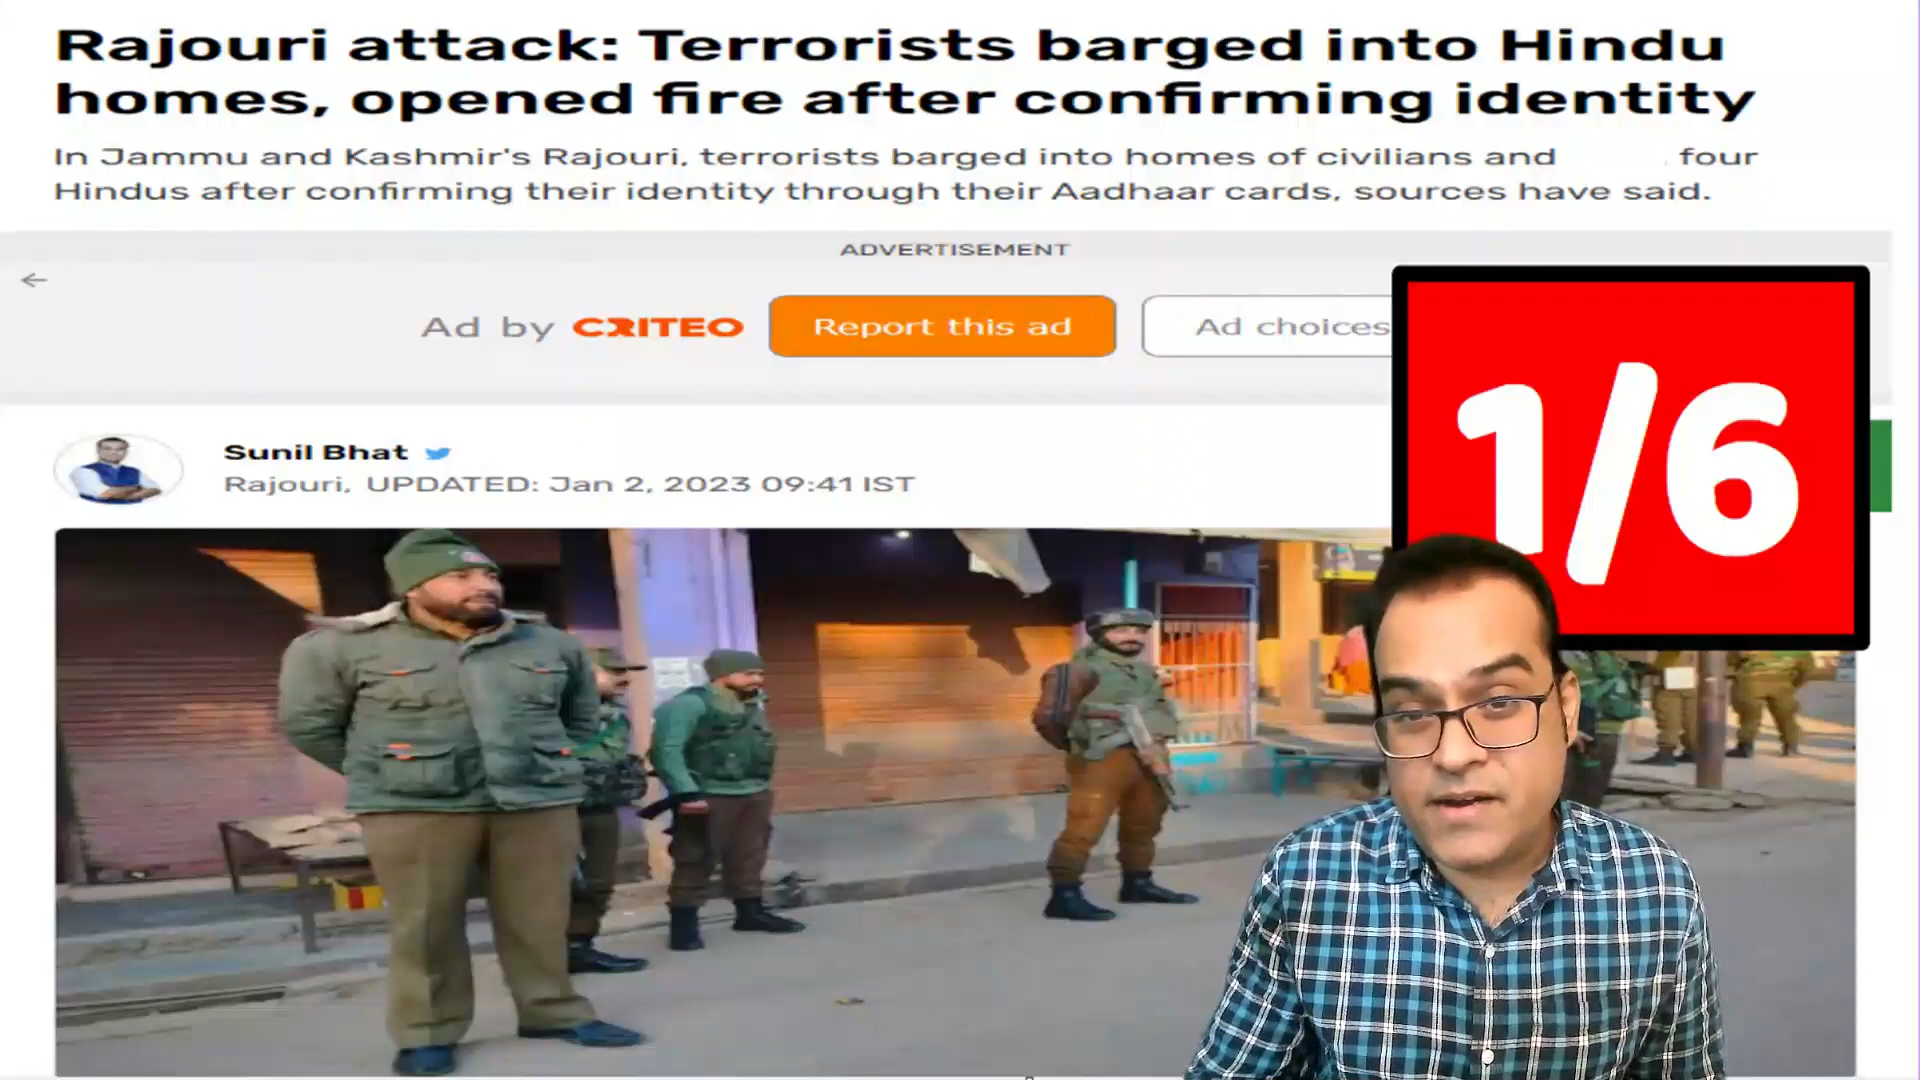 Rajouri attack: Terrorists barged into Hindu
homes, opened fire after confirming identity
In Jammu and Kashmir's Rajouri, terrorists barged into homes of civilians and four
Hindus after confirming their identity through their Aadhaar cards, sources have said.
ADVERTISEMENT
Ad by CRITEO
Report this ad
Ad choices
1/6
Sunil Bhat
Rajouri, UPDATED: Jan 2, 2023 09:41 IST